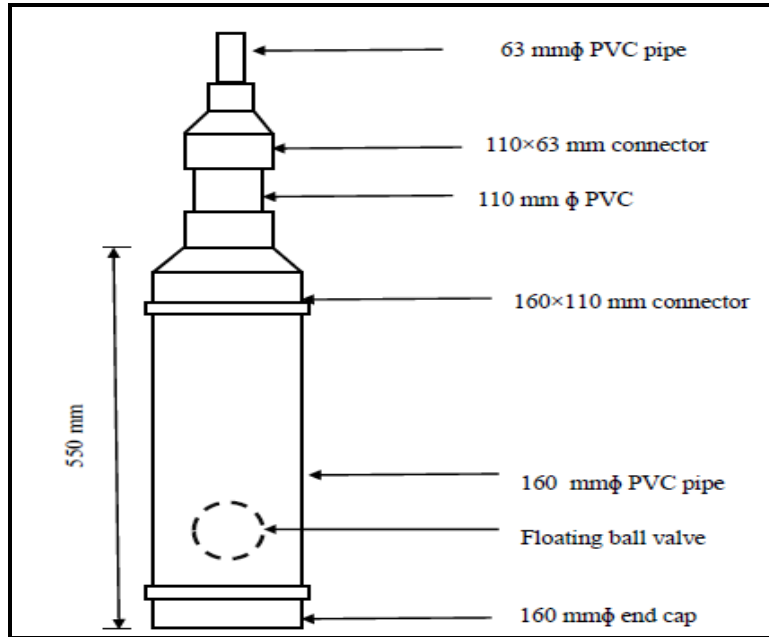 63 mmϕ PVC pipe
110×63 mm connector
110 mm ϕ PVC
160×110 mm connector
550 mm
160 mmϕ PVC pipe
Floating ball valve
160 mmϕ end cap